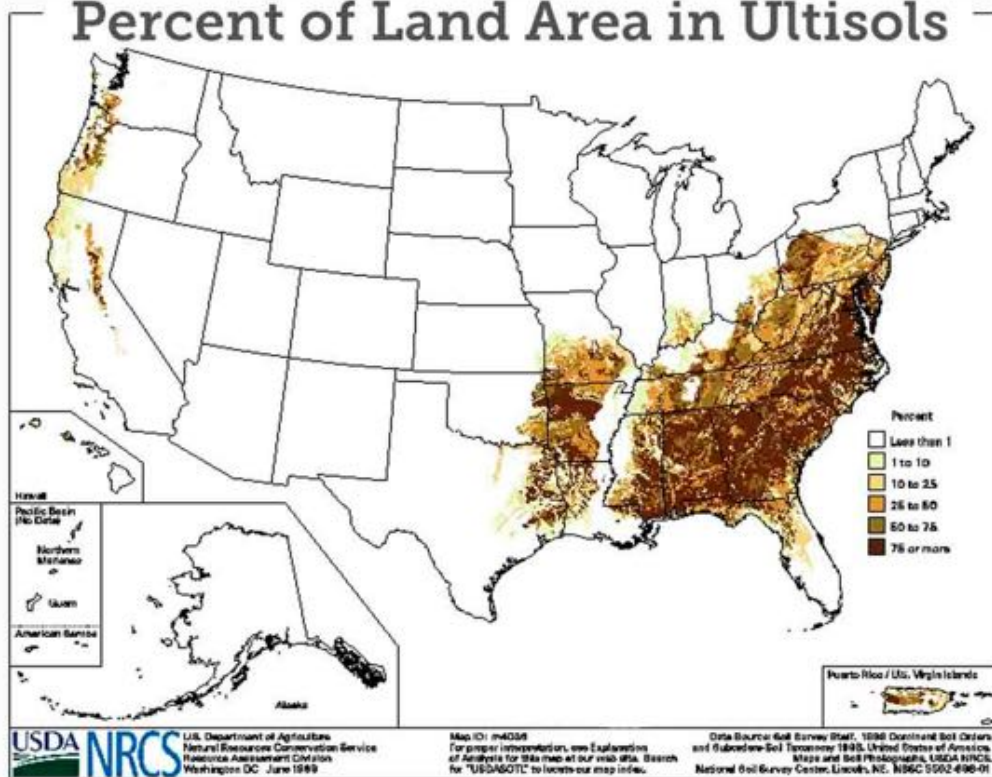 Percent of Land Area in Ultisols
Percent
Less than 1
1 to 10
10 to 25
25 to 50
50 to 75
75 or more
Hawaii
Pacific Basin
(No Data)
Northern
Marianas
Guam
American Samoa
Alaska
Puerto Rico / U.S. Virgin Islands
USDA NRCS
U.S. Department of Agriculture
Natural Resources Conservation Service
Resource Assessment Division
Washington DC June 1999
Map ID:
For proper interpretation, see Explanation
of Analysis for this map at our web site. Search
for "USDASOTL" to locate our map index.
Data Source: Soil Survey Staff. 1998 Dominant Soil Orders
and Suborders-Soil Taxonomy 1998, United States of America.
Maps and Soil Photographs, USDA NRCS,
National Soil Survey Center, Lincoln, NE.